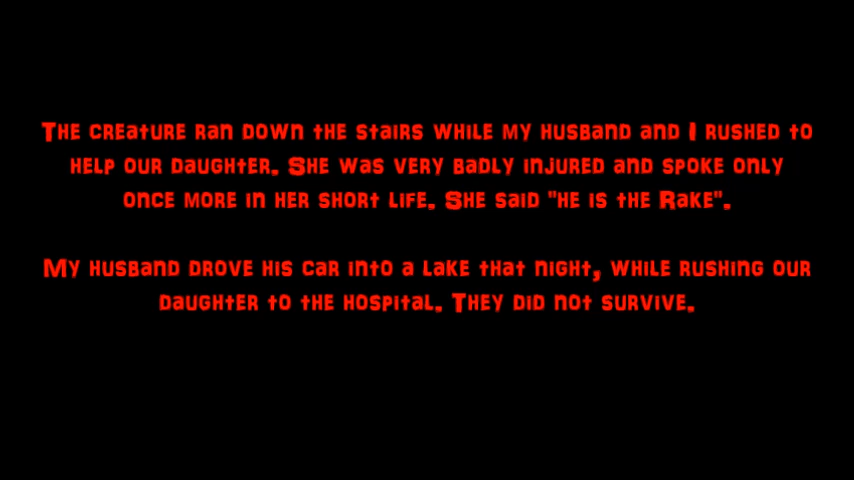 The creature ran down the stairs while my husband and I rushed to
help our daughter. She was very badly injured and spoke only
once more in her short life. She said "he is the Rake".
My husband drove his car into a lake that night, while rushing our
daughter to the hospital. They did not survive.